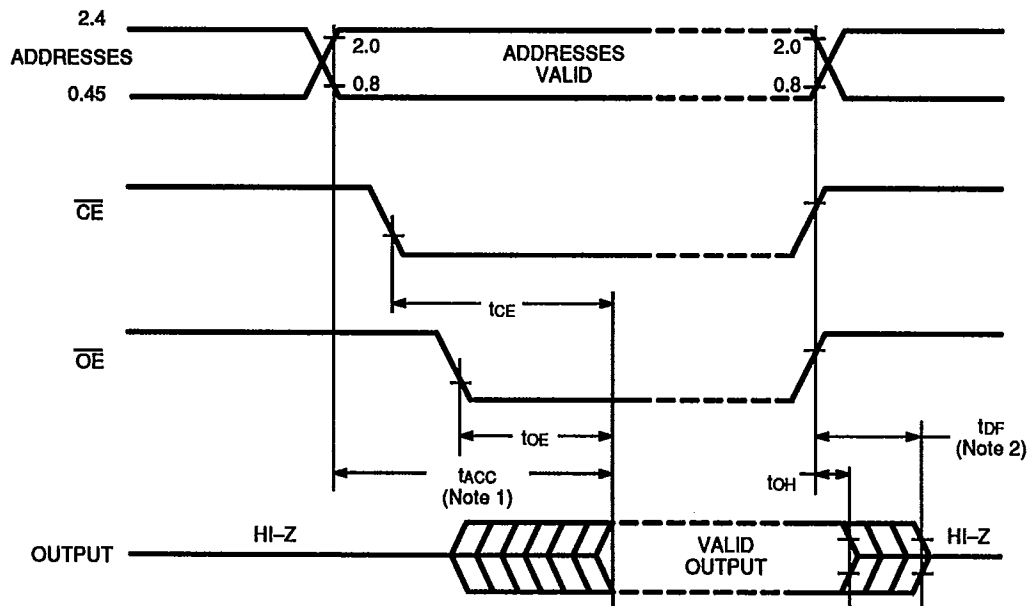 2.4
ADDRESSES
0.45
2.0
0.8
ADDRESSES
VALID
2.0
0.8
CE
tCE
OE
tOE
tACC
(Note 1)
tOH
tDF
(Note 2)
OUTPUT
HI–Z
VALID
OUTPUT
HI–Z